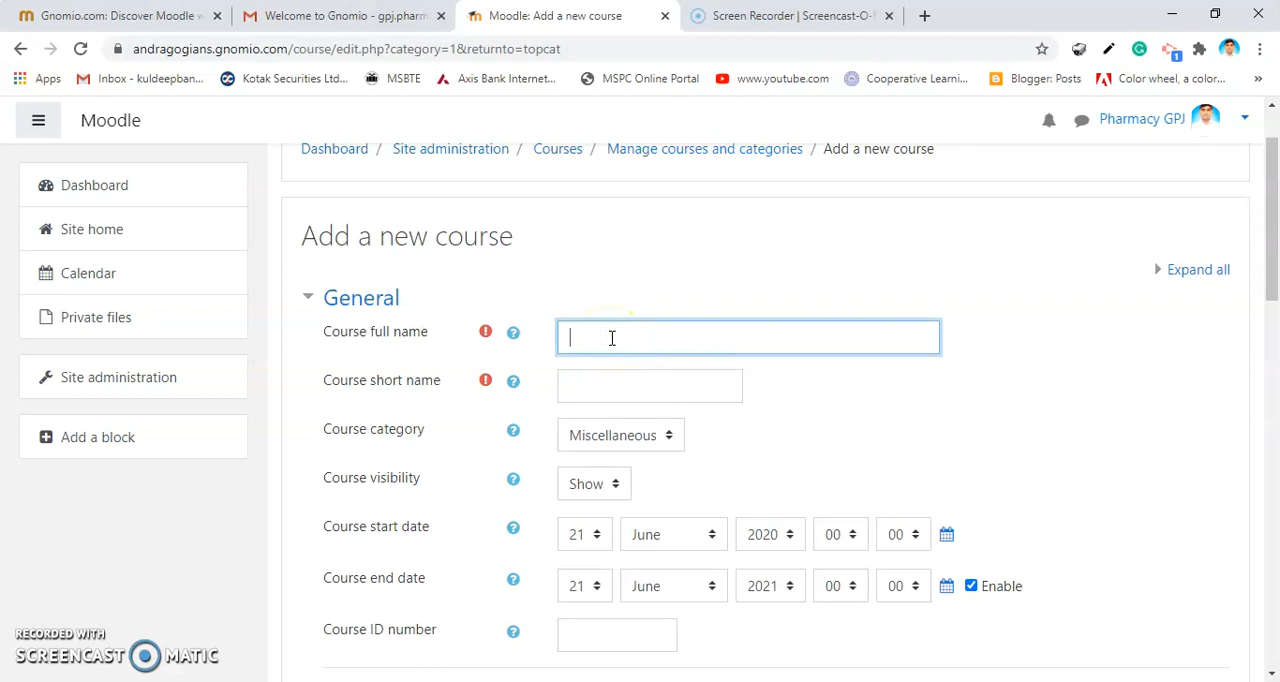 Gnomio.com: Discover Moodle w
Welcome to Gnomio - gpj.pharm
Moodle: Add a new course
Screen Recorder | Screencast-O-
andragogians.gnomio.com/course/edit.php?category=1&returnto=topcat
Apps
Inbox - kuldeepban...
Kotak Securities Ltd...
MSBTE
Axis Bank Internet...
MSPC Online Portal
www.youtube.com
Cooperative Learni...
Blogger: Posts
Color wheel, a color...
»
1
Moodle
Pharmacy GPJ
Dashboard / Site administration / Courses / Manage courses and categories / Add a new course
Dashboard
Site home
Calendar
Private files
Site administration
Add a block
Add a new course
Expand all
General
Course full name
Course short name
Course category
Miscellaneous
Course visibility
Show
Course start date
21 June 2020 00 00
Course end date
21 June 2021 00 00 Enable
Course ID number
RECORDED WITH
SCREENCAST MATIC